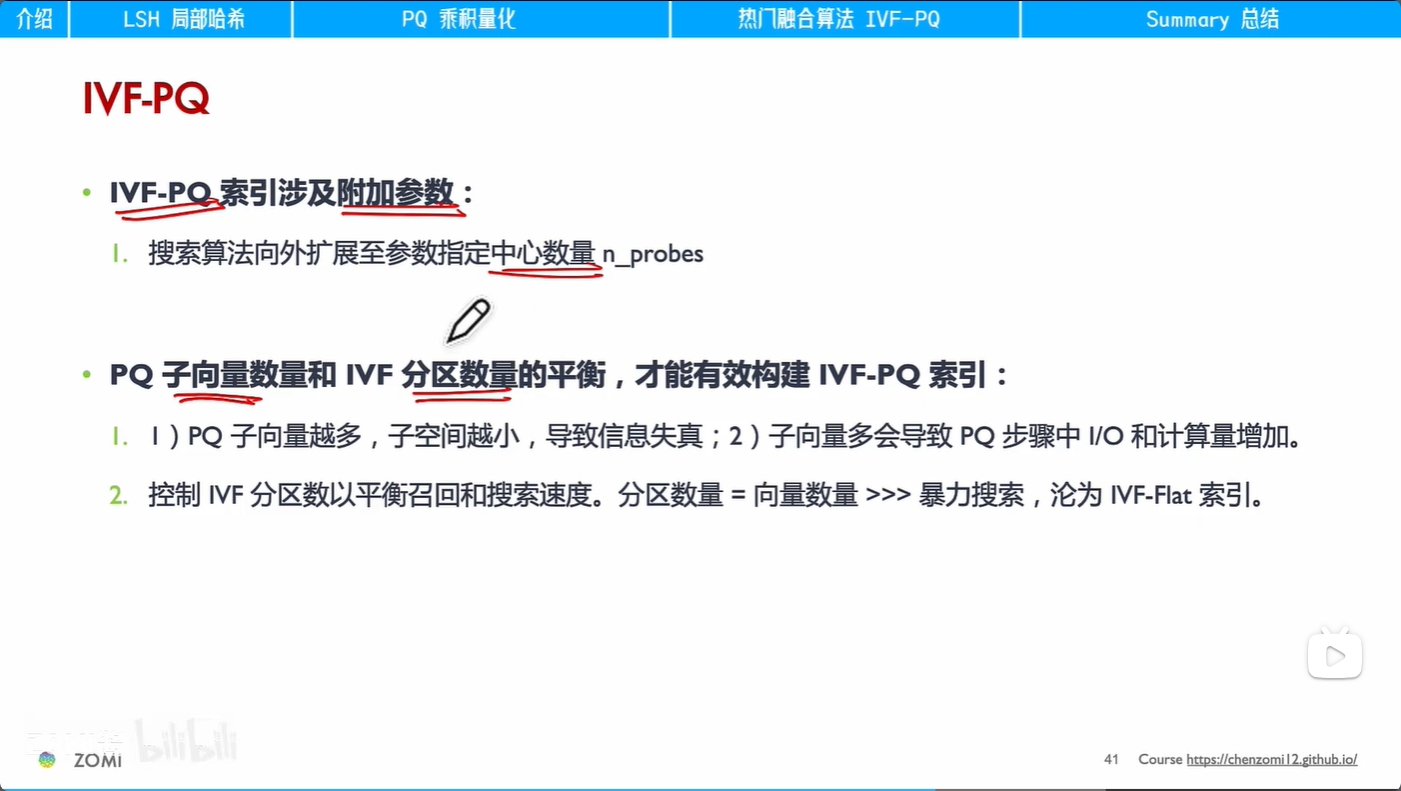 介绍
LSH 局部哈希
PQ 乘积量化
热门融合算法 IVF-PQ
Summary 总结
IVF-PQ
• IVF-PQ 索引涉及附加参数：
1. 搜索算法向外扩展至参数指定中心数量 n_probes
• PQ 子向量数量和 IVF 分区数量的平衡，才能有效构建 IVF-PQ 索引：
1. 1）PQ 子向量越多，子空间越小，导致信息失真；2）子向量多会导致 PQ 步骤中 I/O 和计算量增加。
2. 控制 IVF 分区数以平衡召回和搜索速度。分区数量 = 向量数量 >>> 暴力搜索，沦为 IVF-Flat 索引。
bilibili
ZOMI
41 Course https://chenzomi12.github.io/